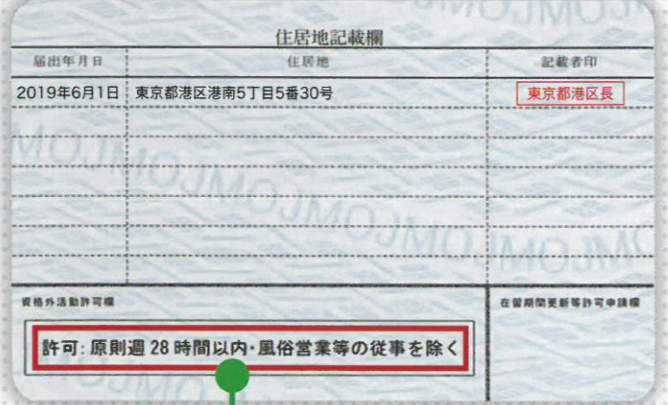 住居地記載欄
届出年月日 住居地 記載者印
2019年6月1日 東京都港区港南5丁目5番30号 東京都港区長
資格外活動許可欄 在留期間更新等許可申請欄
許可: 原則週 28 時間以内・風俗営業等の従事を除く
MOJMOJMOJMOJMOJ